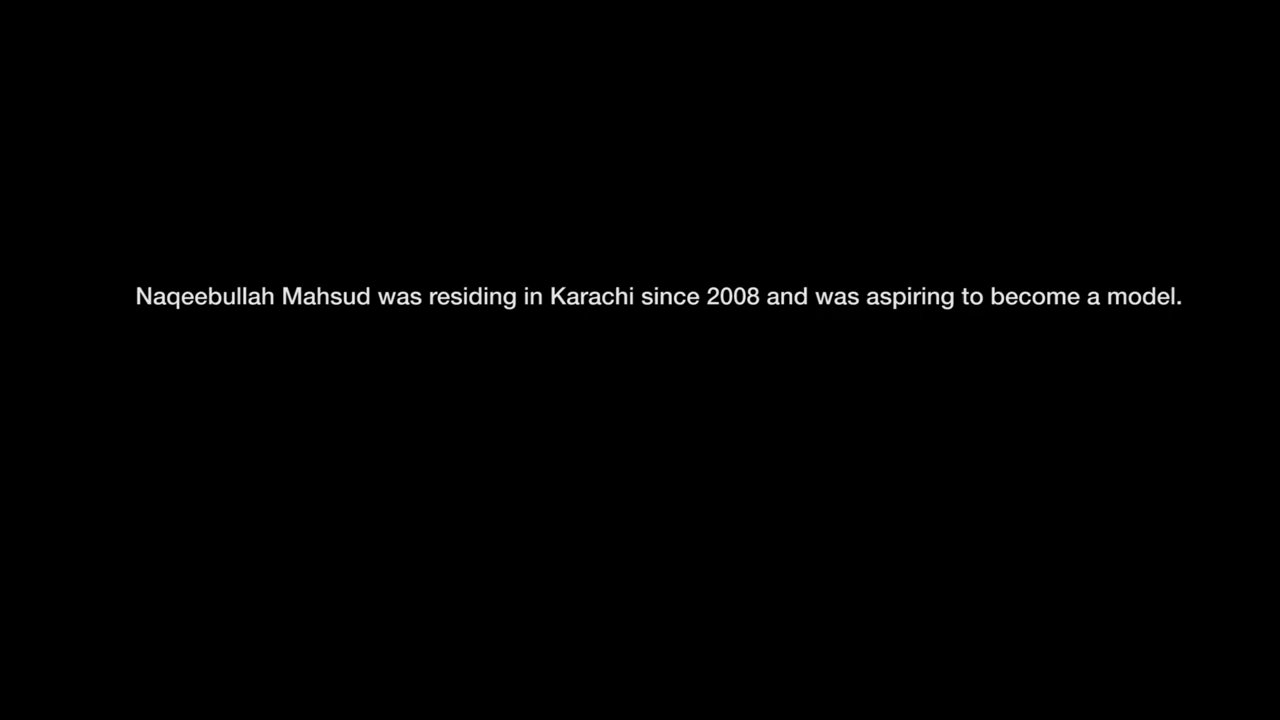 Naqeebullah Mahsud was residing in Karachi since 2008 and was aspiring to become a model.